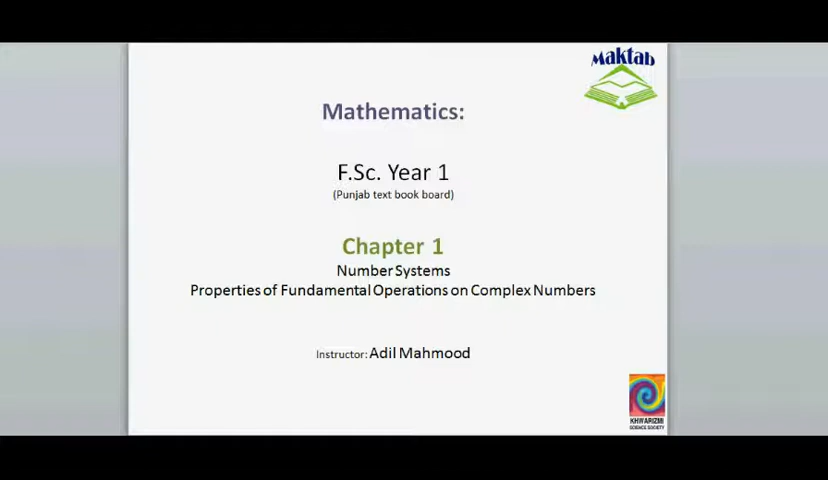 Maktab
Mathematics:
F.Sc. Year 1
(Punjab text book board)
Chapter 1
Number Systems
Properties of Fundamental Operations on Complex Numbers
Instructor: Adil Mahmood
KHWARIZMI
SCIENCE SOCIETY